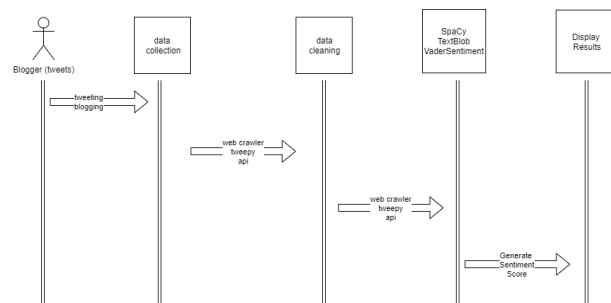 Blogger (tweets)
data
collection
data
cleaning
SpaCy
TextBlob
VaderSentiment
Display
Results
tweeting
blogging
web crawler
tweepy
api
web crawler
tweepy
api
Generate
Sentiment
Score